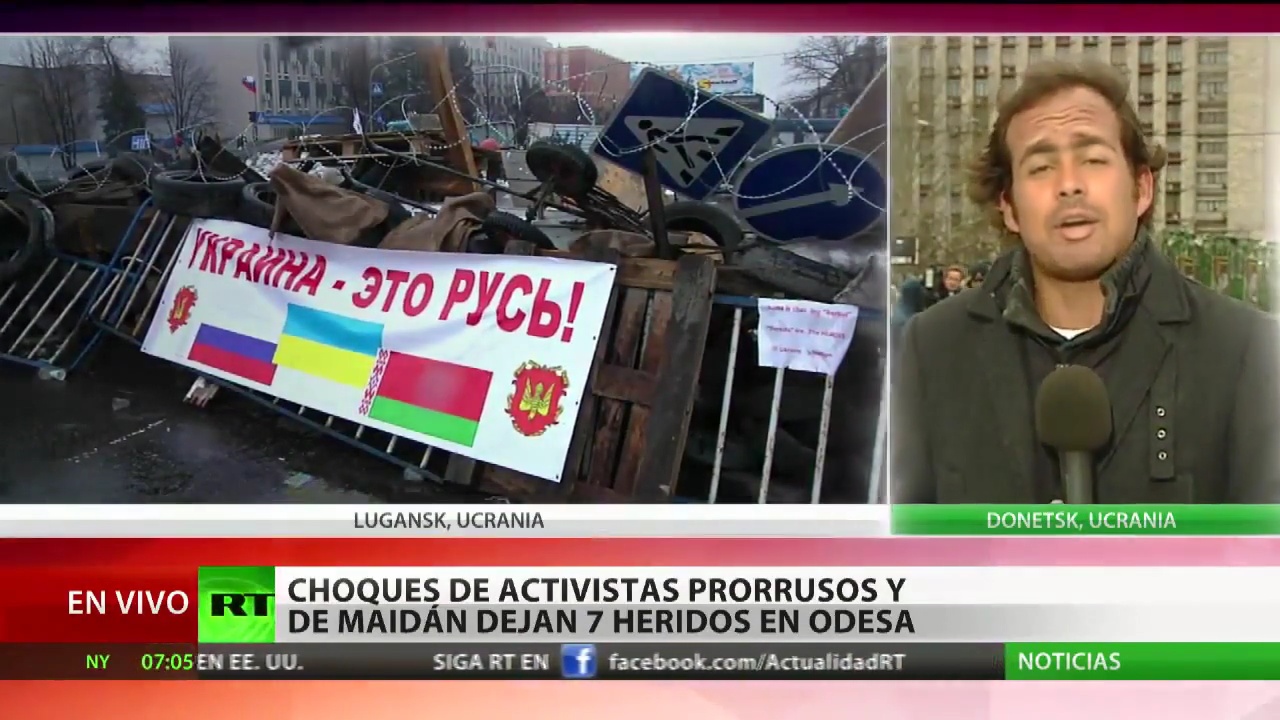 УКРАИНА - ЭТО РУСЬ!
LUGANSK, UCRANIA
DONETSK, UCRANIA
EN VIVO
RT
CHOQUES DE ACTIVISTAS PRORRUSOS Y
DE MAIDÁN DEJAN 7 HERIDOS EN ODESA
NY 07:05 EN EE. UU. SIGA RT EN facebook.com/ActualidadRT NOTICIAS